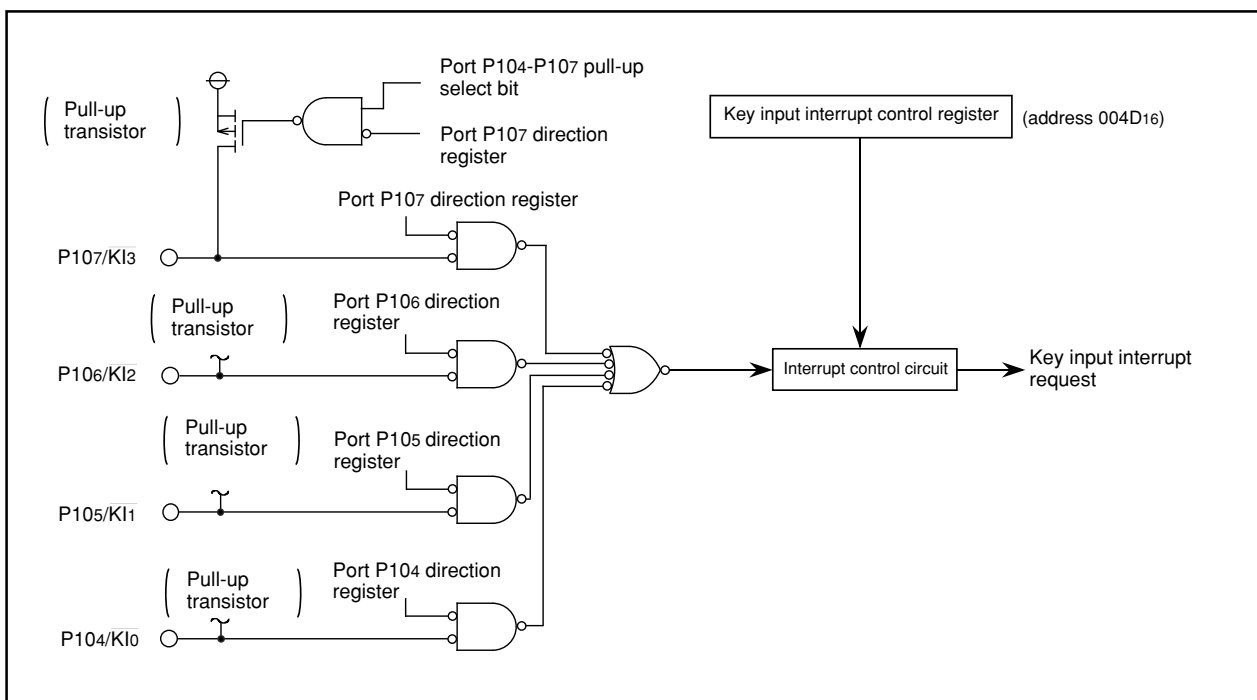 Port P104-P107 pull-up
select bit
( Pull-up
transistor )
Port P107 direction
register
Key input interrupt control register
(address 004D16)
Port P107 direction register
P107/KI3
( Pull-up
transistor )
Port P106 direction
register
P106/KI2
Interrupt control circuit
Key input interrupt
request
( Pull-up
transistor )
Port P105 direction
register
P105/KI1
( Pull-up
transistor )
Port P104 direction
register
P104/KI0